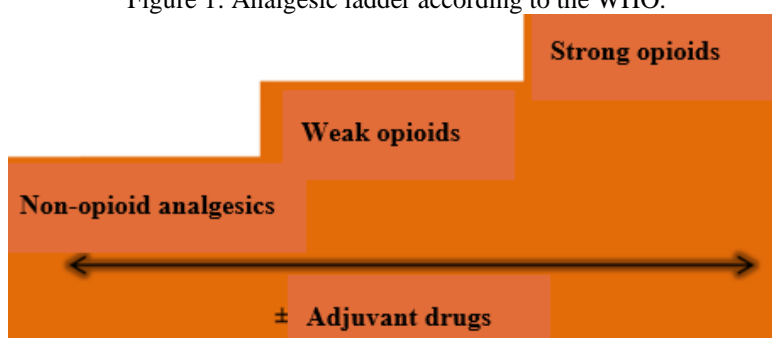 Figure 1: Analgesic ladder according to the WHO.
Strong opioids
Weak opioids
Non-opioid analgesics
± Adjuvant drugs